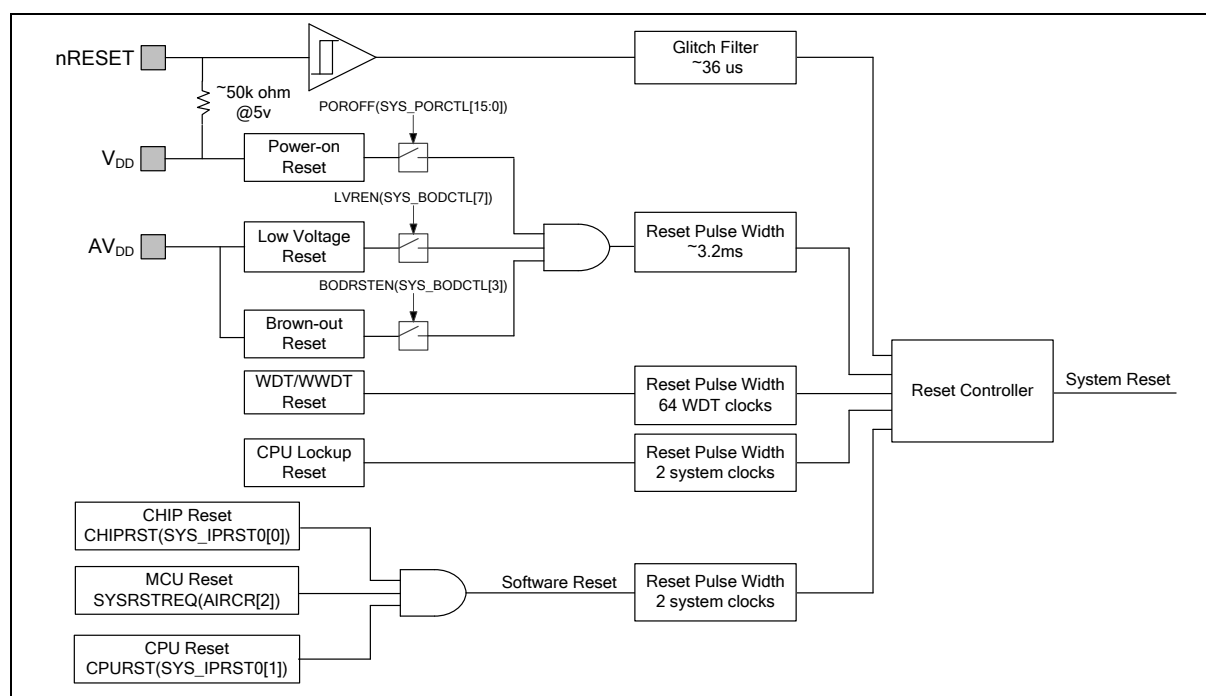 nRESET
~50k ohm
@5v
Glitch Filter
~36 us
POROFF(SYS_PORCTL[15:0])
VDD
Power-on
Reset
LVREN(SYS_BODCTL[7])
AVDD
Low Voltage
Reset
Reset Pulse Width
~3.2ms
BODRSTEN(SYS_BODCTL[3])
Brown-out
Reset
WDT/WWDT
Reset
Reset Pulse Width
64 WDT clocks
Reset Controller
System Reset
CPU Lockup
Reset
Reset Pulse Width
2 system clocks
CHIP Reset
CHIPRST(SYS_IPRST0[0])
MCU Reset
SYSRSTREQ(AIRCR[2])
Software Reset
Reset Pulse Width
2 system clocks
CPU Reset
CPURST(SYS_IPRST0[1])